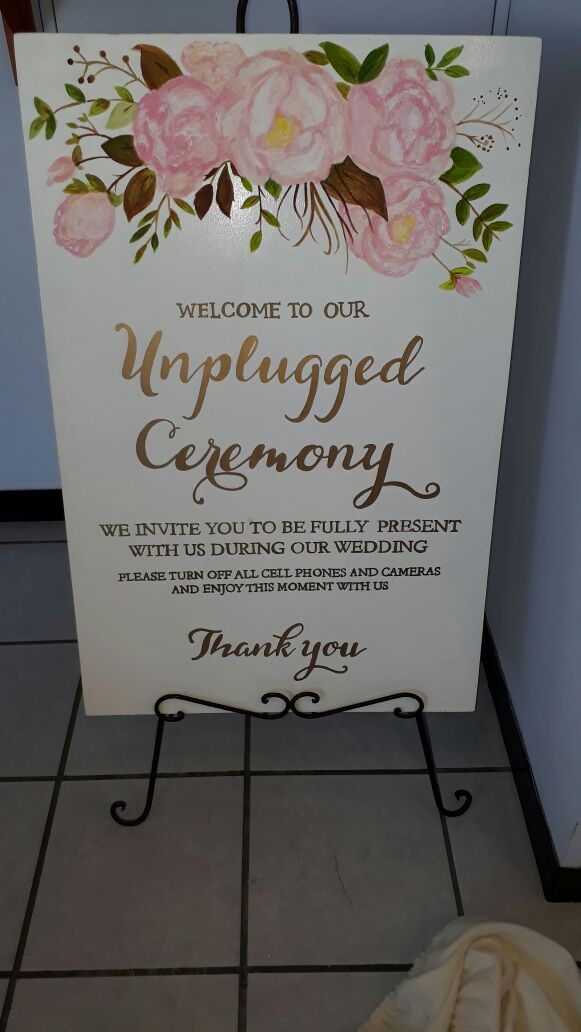 WELCOME TO OUR
Unplugged
Ceremony
WE INVITE YOU TO BE FULLY PRESENT
WITH US DURING OUR WEDDING
PLEASE TURN OFF ALL CELL PHONES AND CAMERAS
AND ENJOY THIS MOMENT WITH US
Thank you